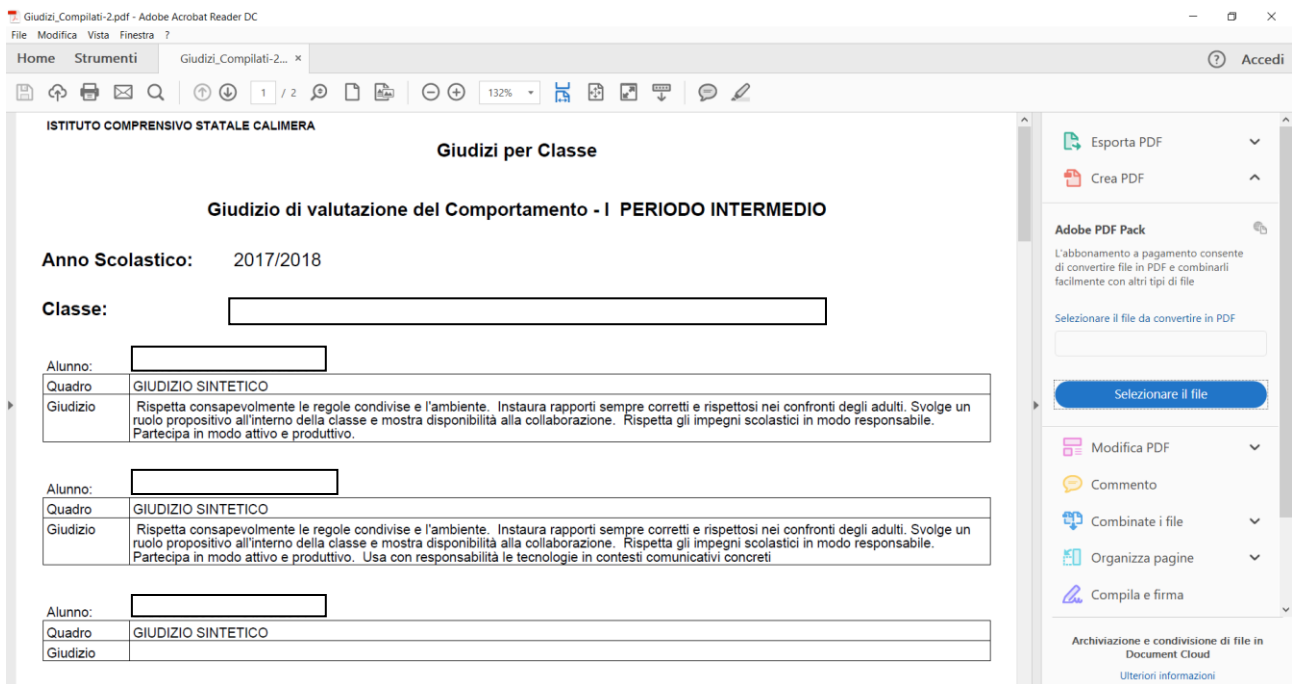 Giudizi_Compilati-2.pdf - Adobe Acrobat Reader DC
File Modifica Vista Finestra ?
Home Strumenti Giudizi_Compilati-2... × ? Accedi
1 / 2 132%
ISTITUTO COMPRENSIVO STATALE CALIMERA
Giudizi per Classe
Giudizio di valutazione del Comportamento - I PERIODO INTERMEDIO
Anno Scolastico: 2017/2018
Classe:
Alunno:
Quadro GIUDIZIO SINTETICO
Giudizio Rispetta consapevolmente le regole condivise e l'ambiente. Instaura rapporti sempre corretti e rispettosi nei confronti degli adulti. Svolge un
ruolo propositivo all'interno della classe e mostra disponibilità alla collaborazione. Rispetta gli impegni scolastici in modo responsabile.
Partecipa in modo attivo e produttivo.
Alunno:
Quadro GIUDIZIO SINTETICO
Giudizio Rispetta consapevolmente le regole condivise e l'ambiente. Instaura rapporti sempre corretti e rispettosi nei confronti degli adulti. Svolge un
ruolo propositivo all'interno della classe e mostra disponibilità alla collaborazione. Rispetta gli impegni scolastici in modo responsabile.
Partecipa in modo attivo e produttivo. Usa con responsabilità le tecnologie in contesti comunicativi concreti
Alunno:
Quadro GIUDIZIO SINTETICO
Giudizio
Esporta PDF
Crea PDF
Adobe PDF Pack
L'abbonamento a pagamento consente
di convertire file in PDF e combinarli
facilmente con altri tipi di file
Selezionare il file da convertire in PDF
Selezionare il file
Modifica PDF
Commento
Combinate i file
Organizza pagine
Compila e firma
Archiviazione e condivisione di file in
Document Cloud
Ulteriori informazioni